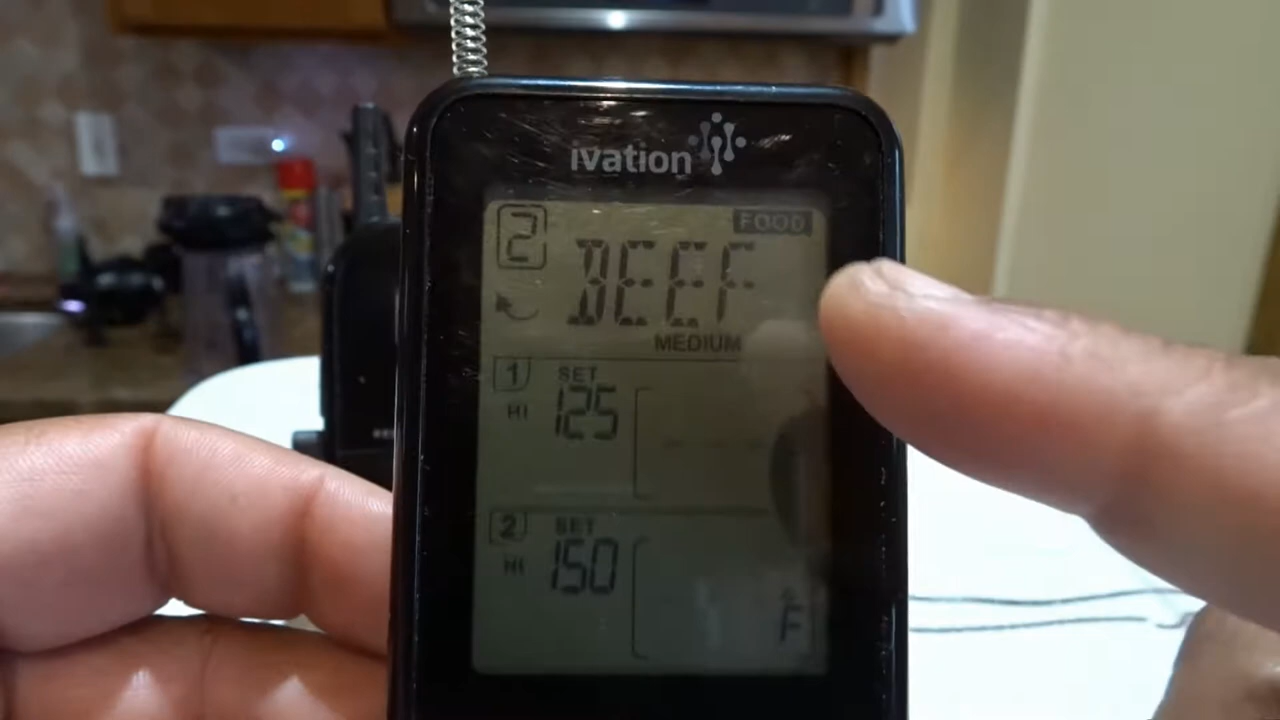 ivation
2 FOOD
BEEF
MEDIUM
1 SET
HI 125
2 SET
HI 150
°F